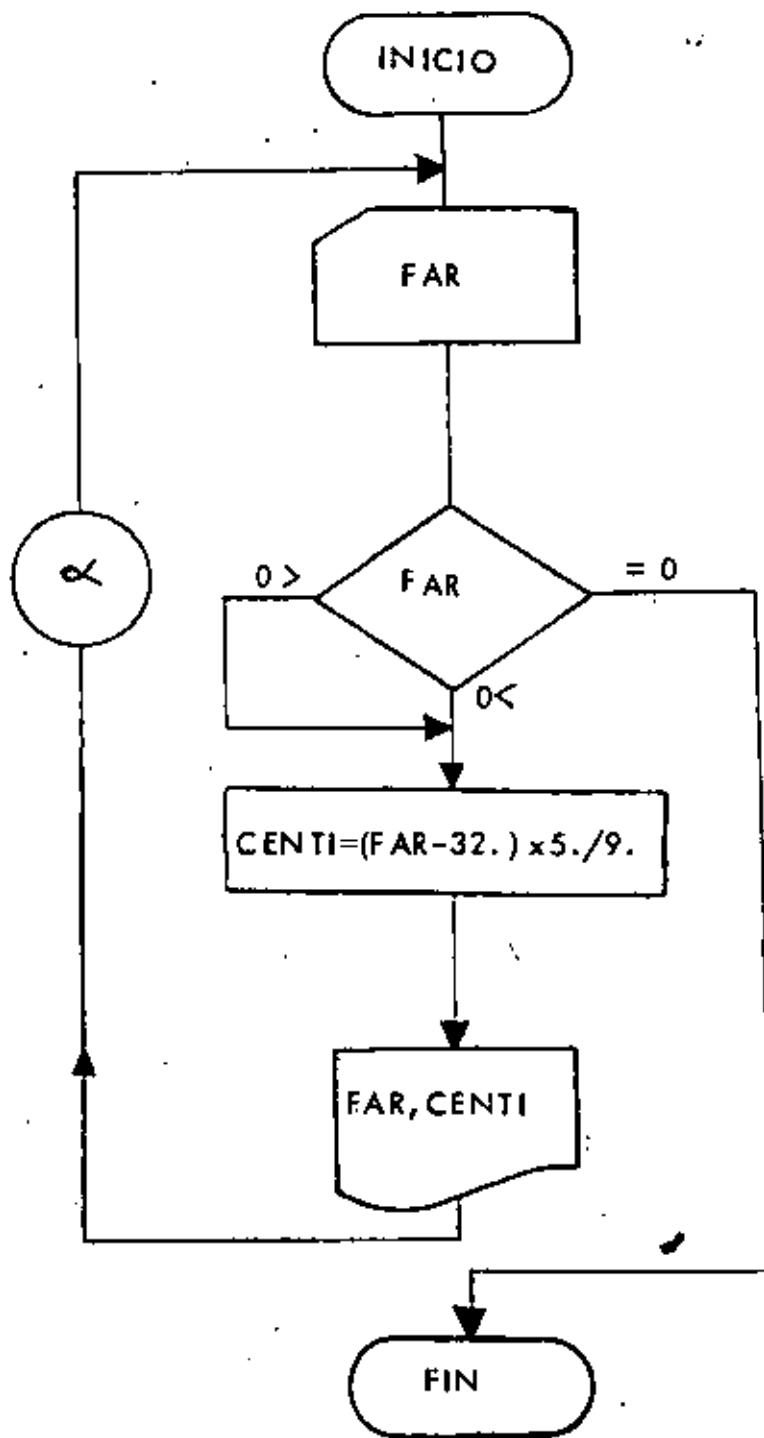 INICIO
FAR
α
0 >
FAR
= 0
0<
CENTI=(FAR-32.) x5./9.
FAR, CENTI
FIN